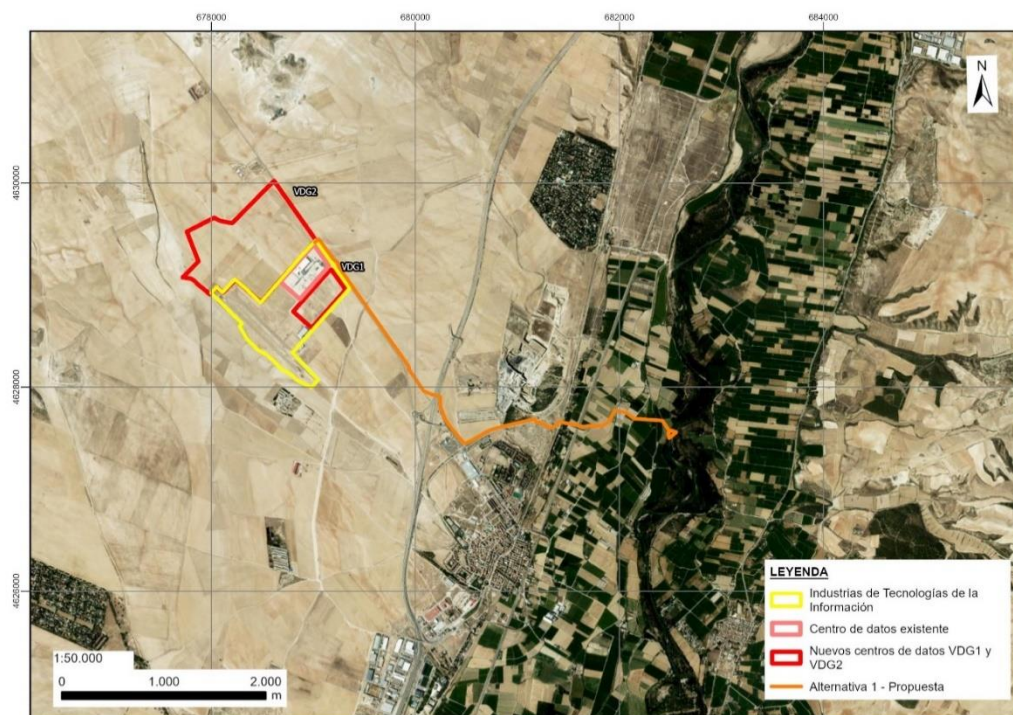 678000 680000 682000 684000
N
4630000
VDG2
VDG1
4628000
4626000
LEYENDA
Industrias de Tecnologías de la
Información
Centro de datos existente
Nuevos centros de datos VDG1 y
VDG2
Alternativa 1 - Propuesta
1:50.000
0 1.000 2.000
m